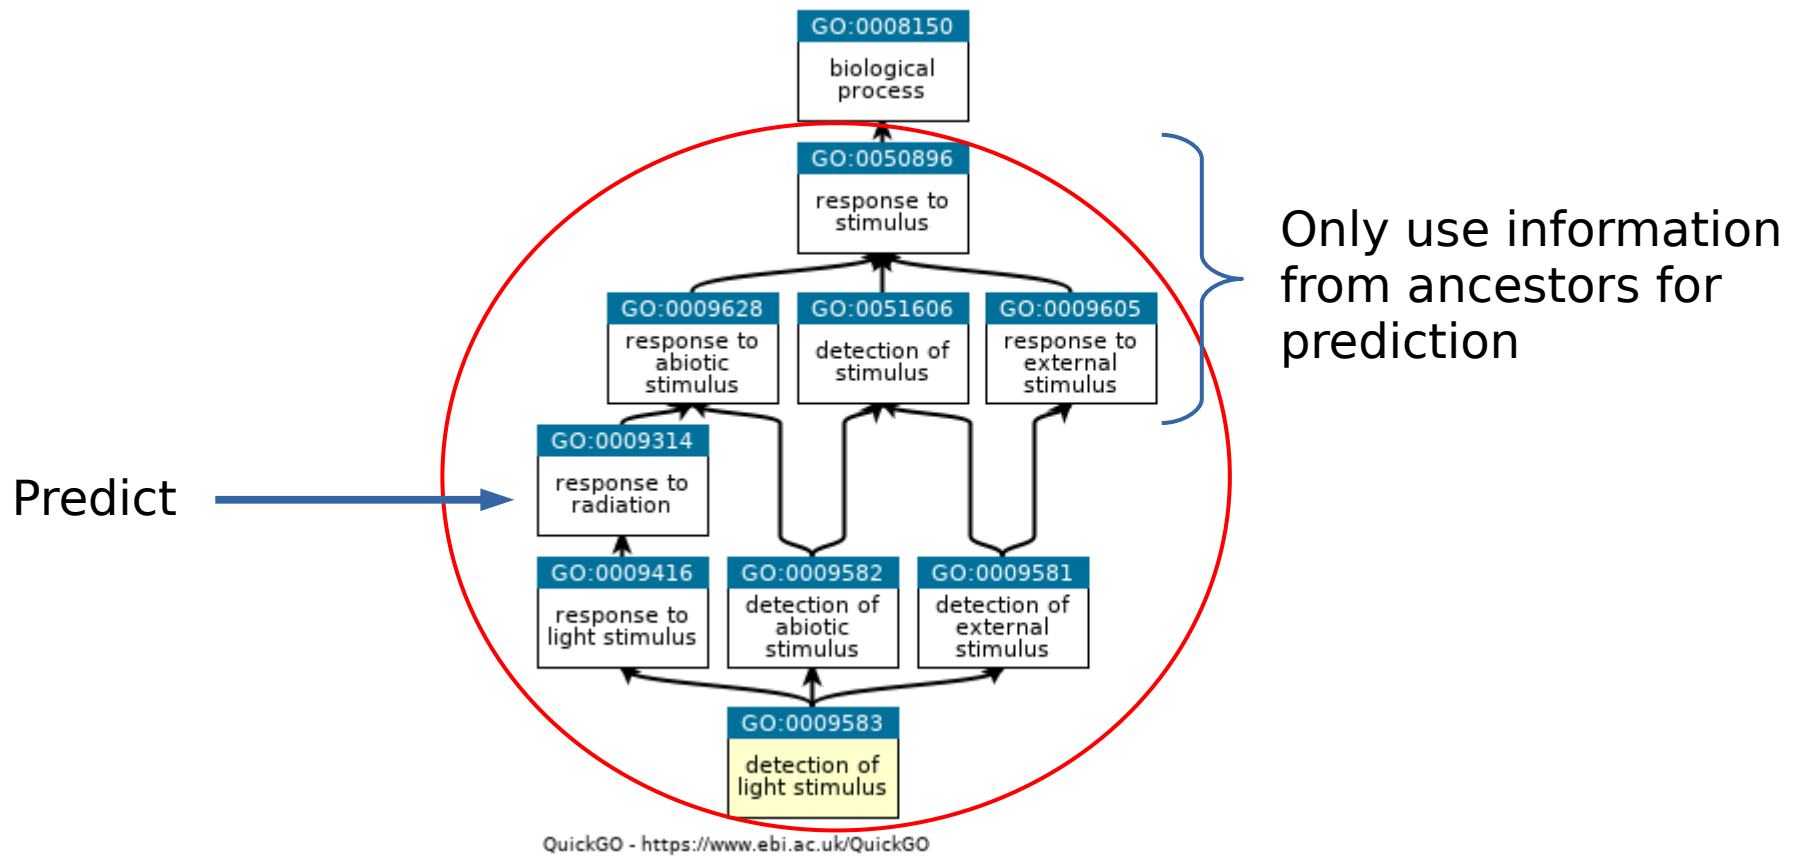 GO:0008150
biological
process
GO:0050896
response to
stimulus
Only use information
from ancestors for
prediction
GO:0009628
response to
abiotic
stimulus
GO:0051606
detection of
stimulus
GO:0009605
response to
external
stimulus
Predict
GO:0009314
response to
radiation
GO:0009416
response to
light stimulus
GO:0009582
detection of
abiotic
stimulus
GO:0009581
detection of
external
stimulus
GO:0009583
detection of
light stimulus
QuickGO - https://www.ebi.ac.uk/QuickGO